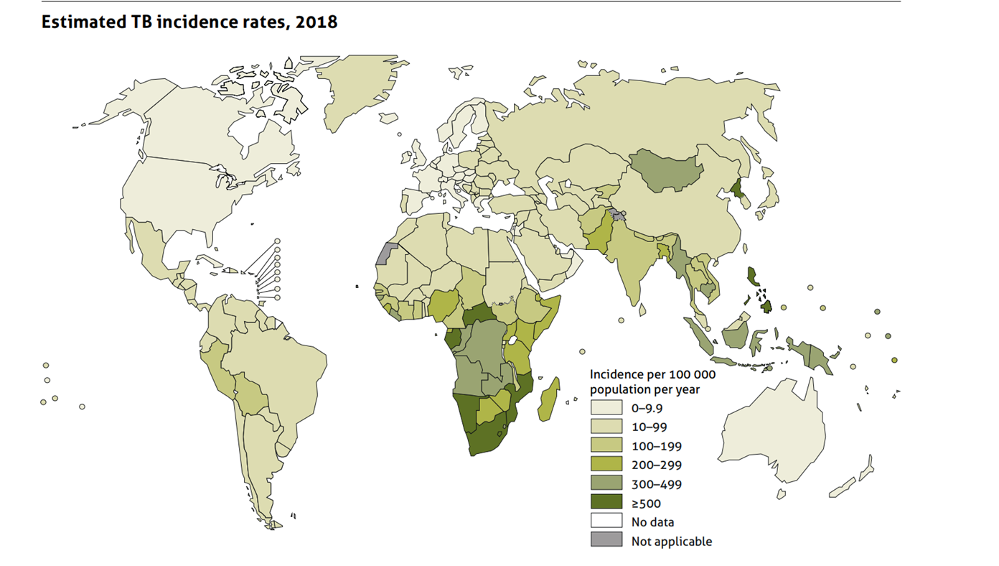 Estimated TB incidence rates, 2018
Incidence per 100 000
population per year
0–9.9
10–99
100–199
200–299
300–499
≥500
No data
Not applicable